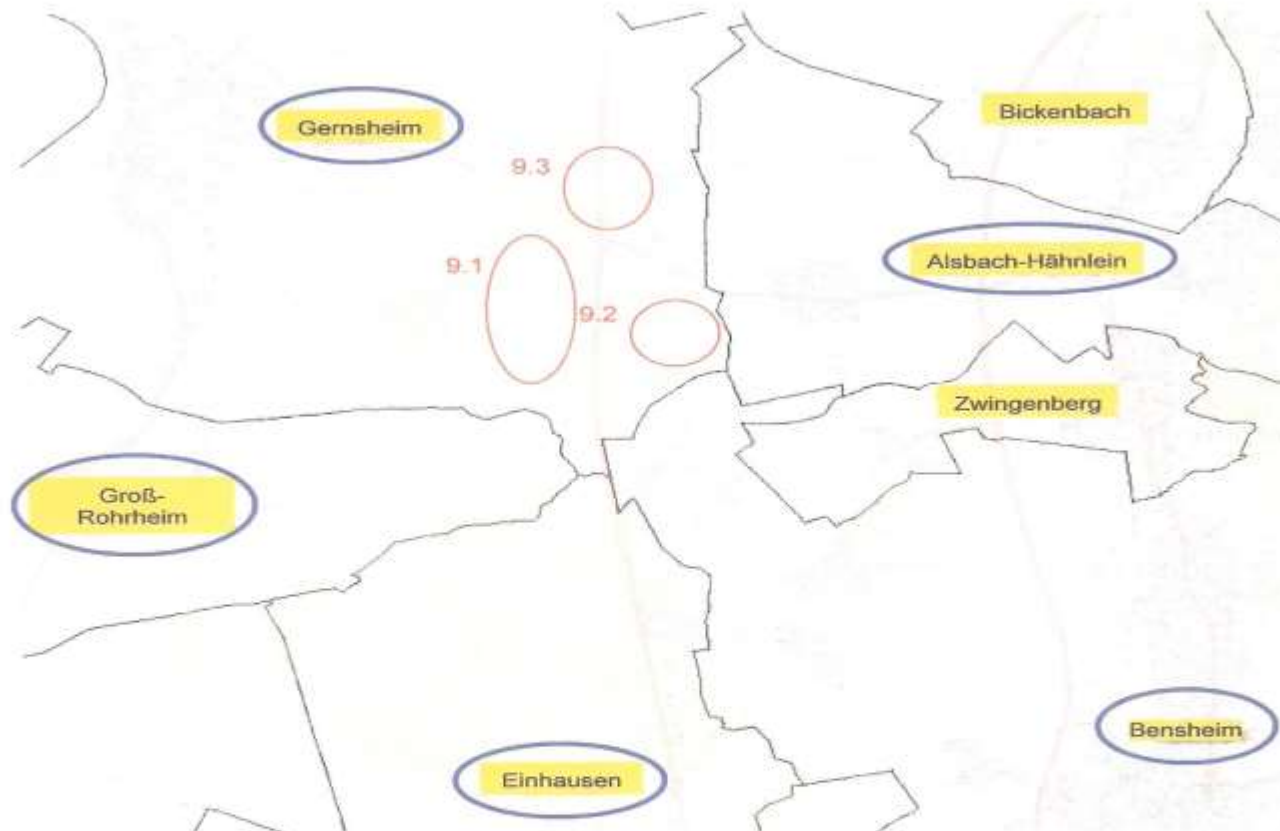 Bickenbach
Gernsheim
9.3
Alsbach-Hähnlein
9.1
9.2
Zwingenberg
Groß-
Rohrheim
Bensheim
Einhausen